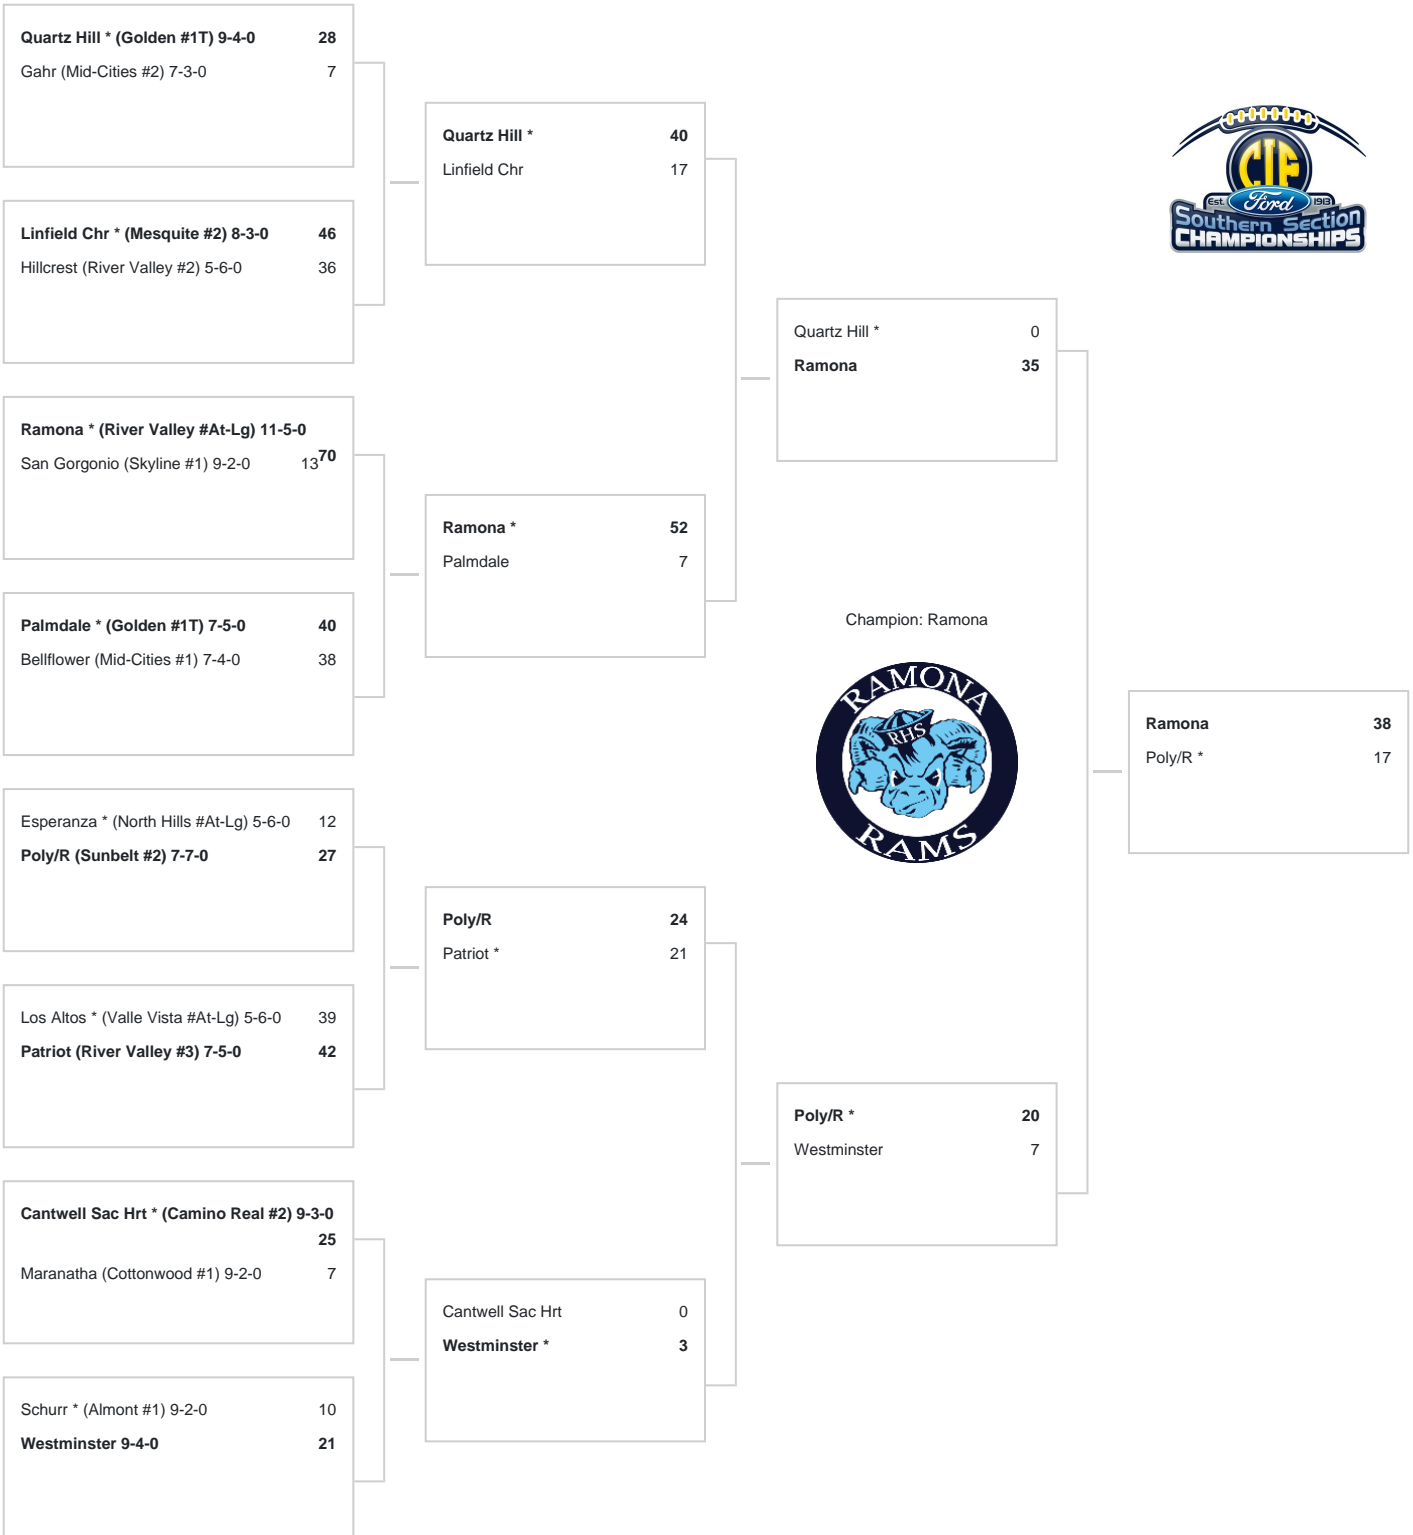 Quartz Hill * (Golden #1T) 9-4-0 28
Gahr (Mid-Cities #2) 7-3-0 7
Linfield Chr * (Mesquite #2) 8-3-0 46
Hillcrest (River Valley #2) 5-6-0 36
Ramona * (River Valley #At-Lg) 11-5-0
70
San Gorgonio (Skyline #1) 9-2-0 13
Palmdale * (Golden #1T) 7-5-0 40
Bellflower (Mid-Cities #1) 7-4-0 38
Esperanza * (North Hills #At-Lg) 5-6-0 12
Poly/R (Sunbelt #2) 7-7-0 27
Los Altos * (Valle Vista #At-Lg) 5-6-0 39
Patriot (River Valley #3) 7-5-0 42
Cantwell Sac Hrt * (Camino Real #2) 9-3-0
25
Maranatha (Cottonwood #1) 9-2-0 7
Schurr * (Almont #1) 9-2-0 10
Westminster 9-4-0 21
Quartz Hill * 40
Linfield Chr 17
Ramona * 52
Palmdale 7
Poly/R 24
Patriot * 21
Cantwell Sac Hrt 0
Westminster * 3
Quartz Hill * 0
Ramona 35
Poly/R * 20
Westminster 7
Champion: Ramona
RAMONA
RHS
RAMS
Ramona 38
Poly/R * 17
CIF
Est. Ford 1913
Southern Section
CHAMPIONSHIPS